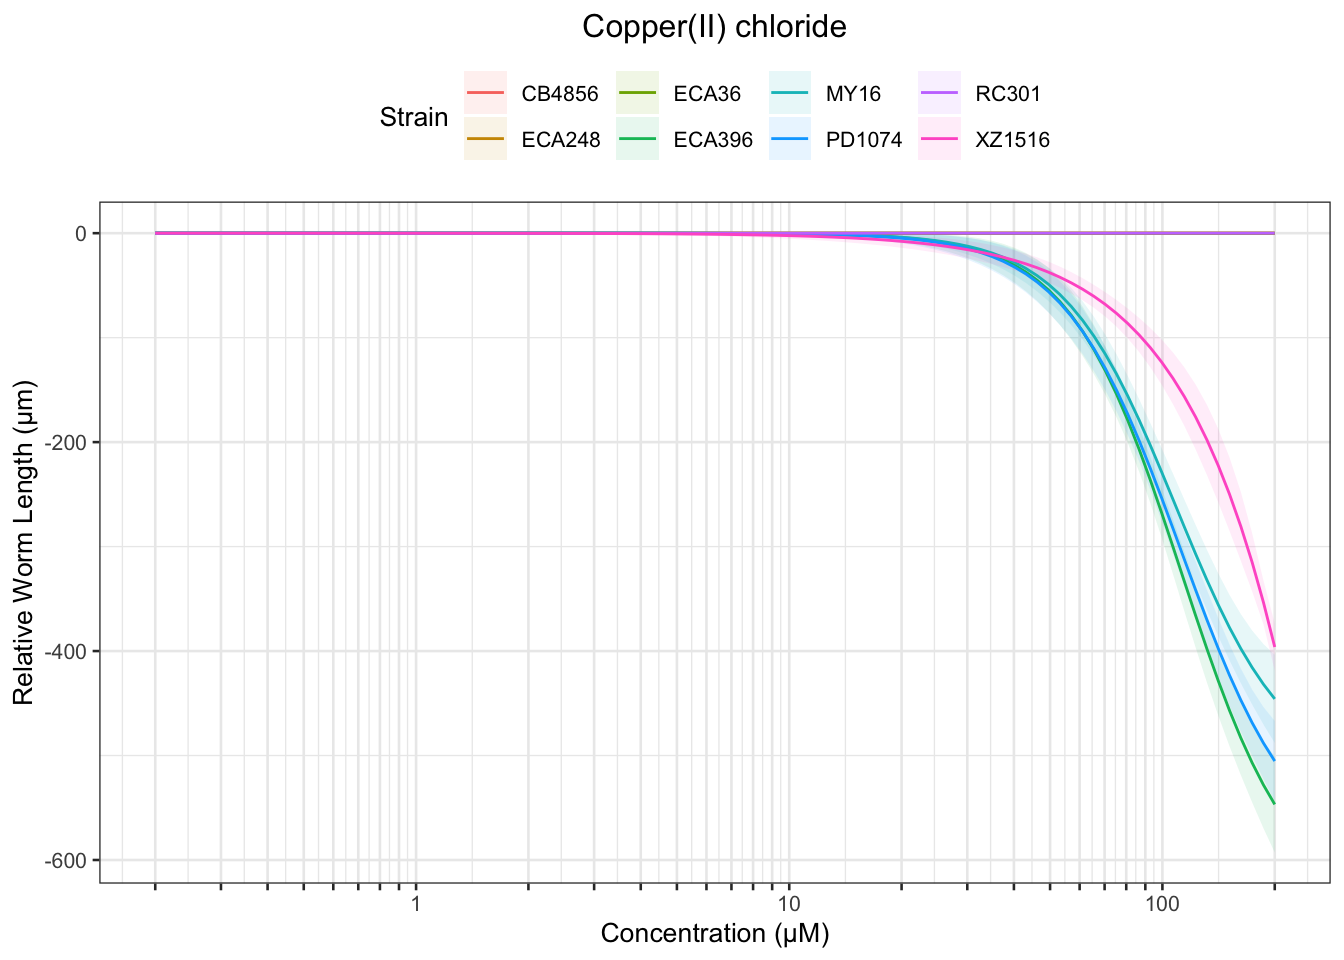 Copper(II) chloride
Strain
CB4856 ECA36 MY16 RC301
ECA248 ECA396 PD1074 XZ1516
0
-200
-400
-600
Relative Worm Length (µm)
1 10 100
Concentration (µM)